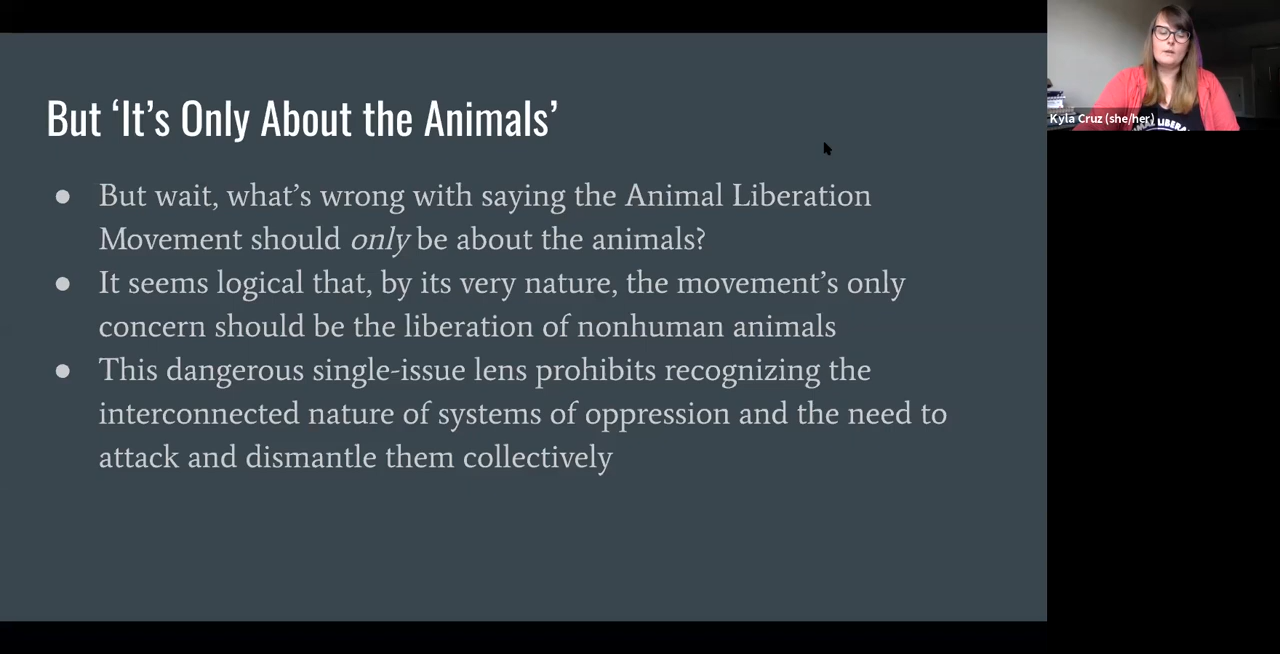 But ‘It’s Only About the Animals’
● But wait, what’s wrong with saying the Animal Liberation
Movement should only be about the animals?
● It seems logical that, by its very nature, the movement’s only
concern should be the liberation of nonhuman animals
● This dangerous single-issue lens prohibits recognizing the
interconnected nature of systems of oppression and the need to
attack and dismantle them collectively
Kyla Cruz (she/her)